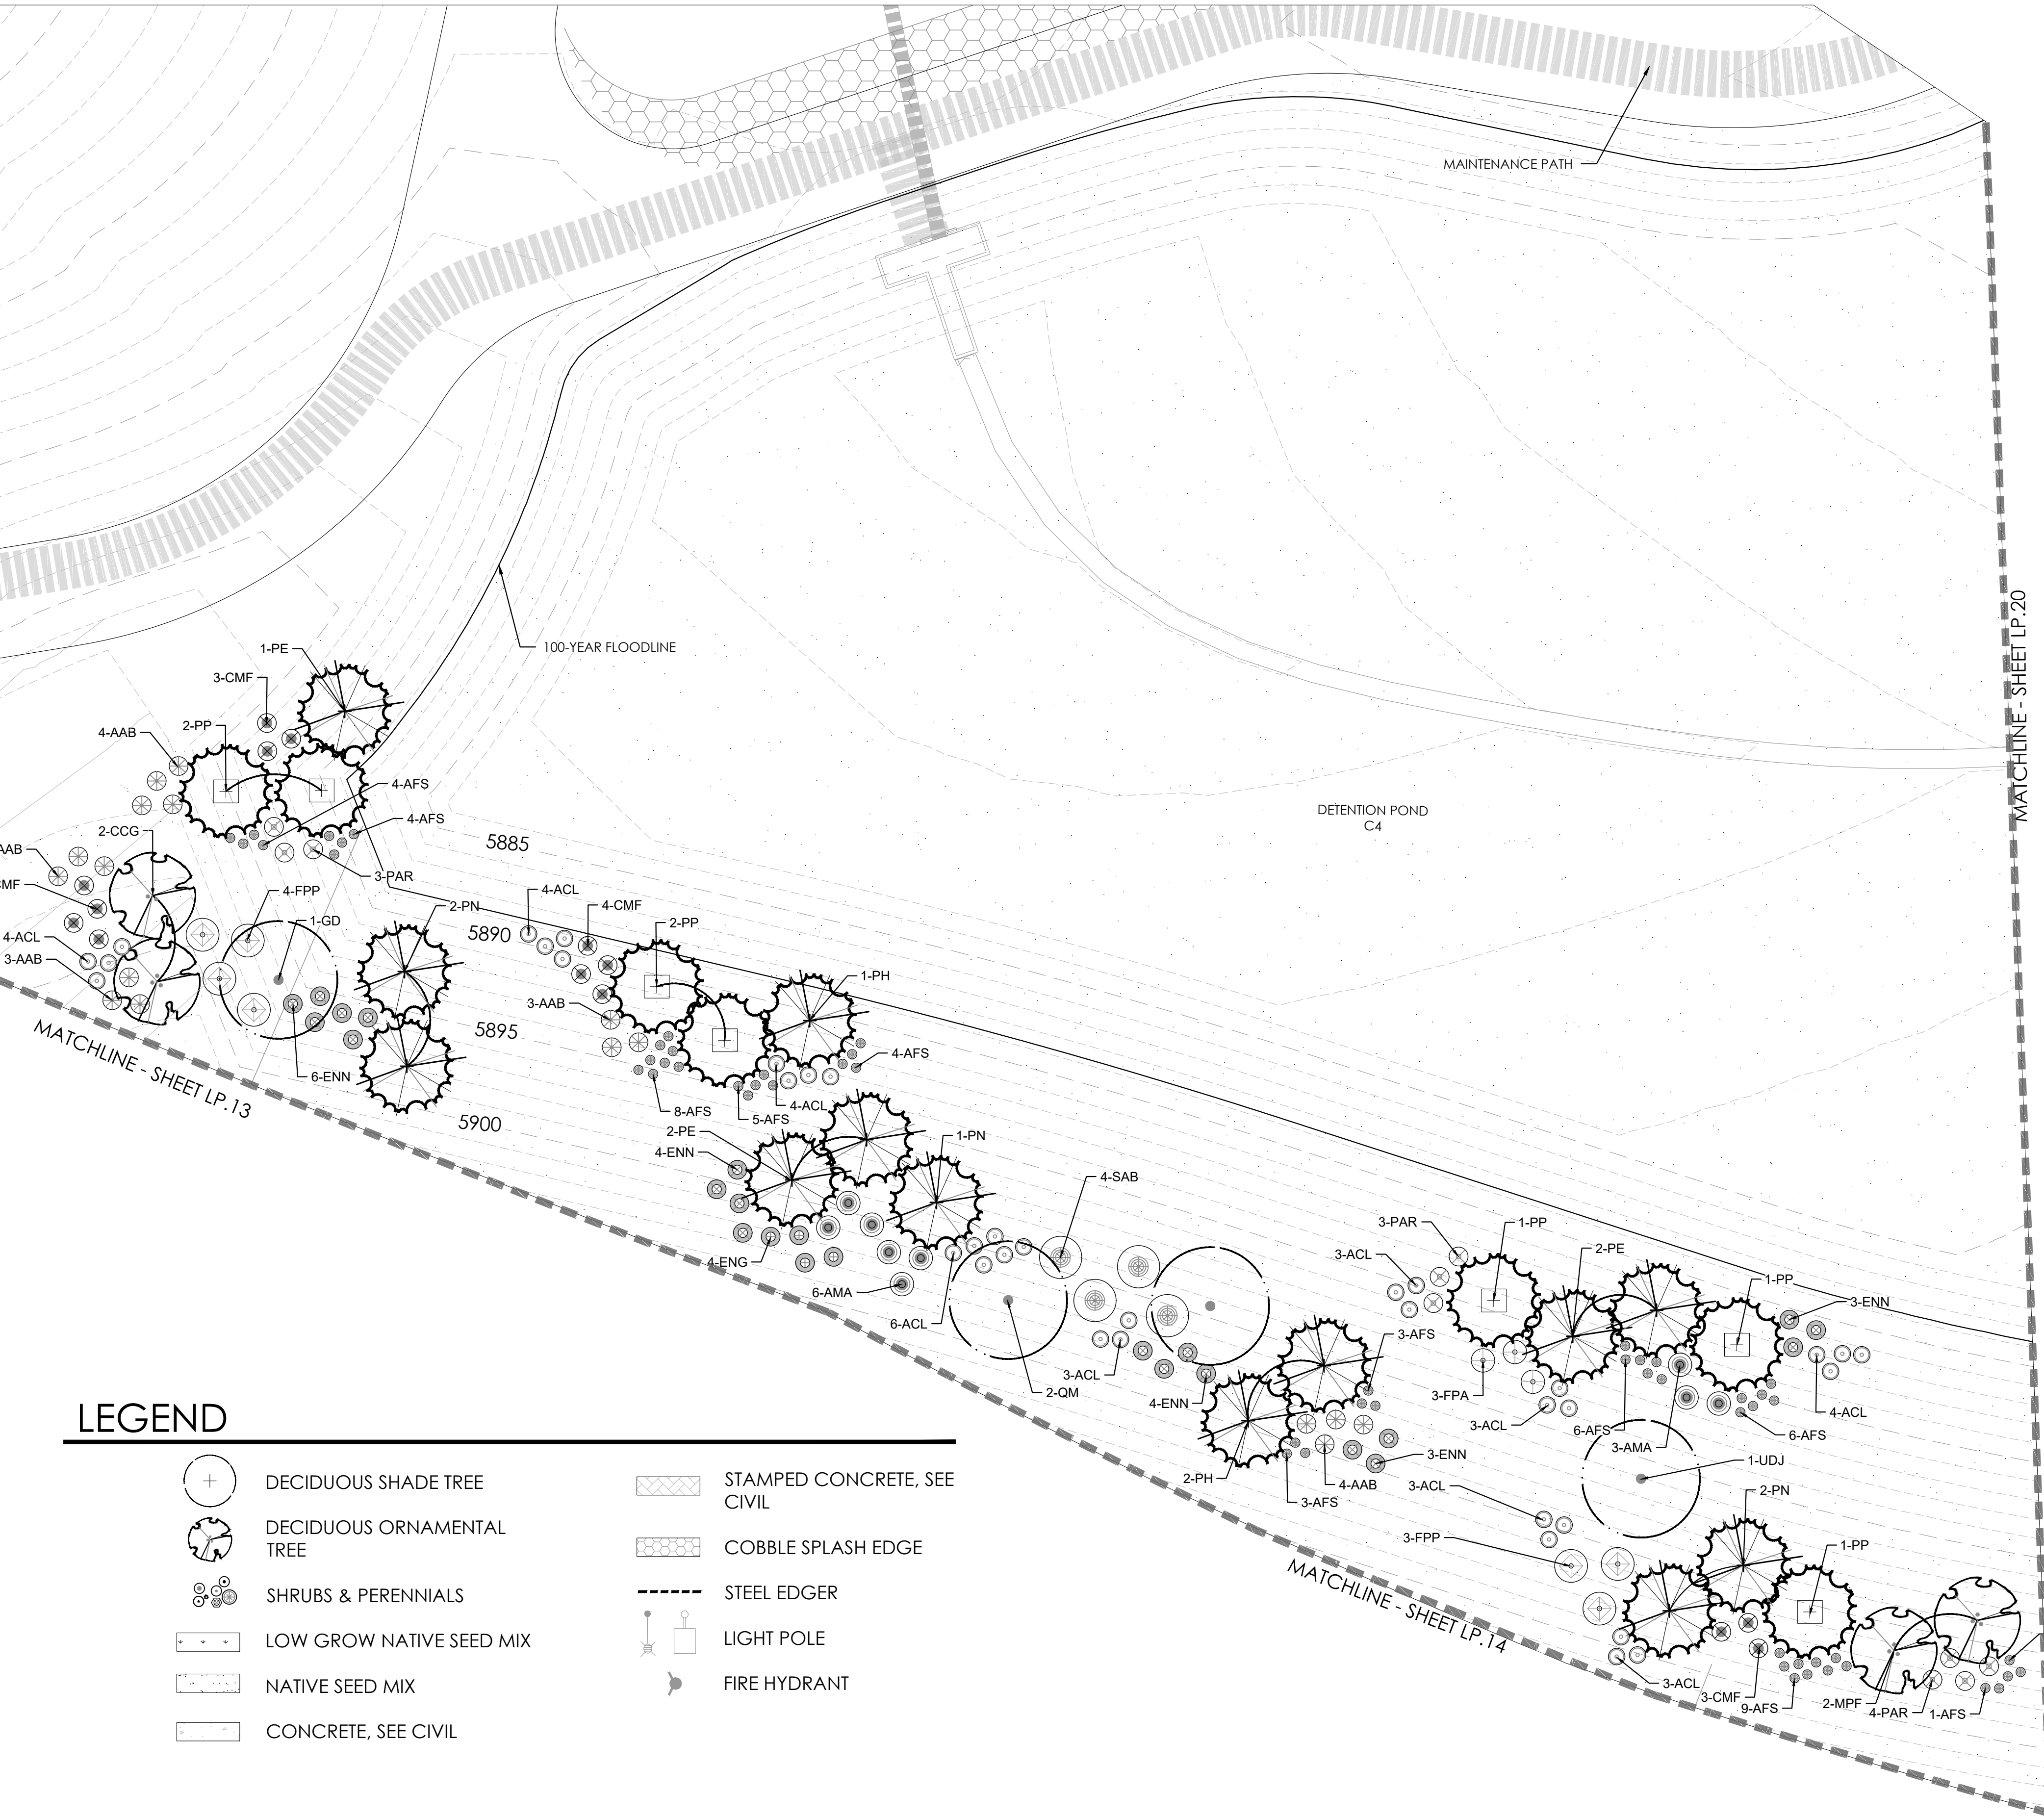 MAINTENANCE PATH
MATCHLINE - SHEET LP.20
100-YEAR FLOODLINE
1-PE
3-CMF
2-PP
4-AAB
4-AFS
4-AFS
2-CCG
AAB
3-PAR
4-FPP
1-GD
2-PN
4-ACL
3-AAB
6-ENN
MATCHLINE - SHEET LP.13
5885
5890
5895
5900
DETENTION POND
C4
4-ACL
4-CMF
2-PP
1-PH
3-AAB
4-AFS
8-AFS
4-ACL
5-AFS
2-PE
4-ENN
1-PN
4-SAB
4-ENG
6-AMA
6-ACL
3-ACL
2-QM
4-ENN
3-AFS
2-PH
3-AFS
4-AAB
3-ENN
3-PAR
1-PP
3-ACL
2-PE
1-PP
3-ENN
3-FPA
3-ACL
6-AFS
3-AMA
4-ACL
6-AFS
1-UDJ
3-ACL
2-PN
3-FPP
1-PP
3-ACL
3-CMF
9-AFS
2-MPF
4-PAR
1-AFS
MATCHLINE - SHEET LP.14
LEGEND
DECIDUOUS SHADE TREE
DECIDUOUS ORNAMENTAL
TREE
SHRUBS & PERENNIALS
LOW GROW NATIVE SEED MIX
NATIVE SEED MIX
CONCRETE, SEE CIVIL
STAMPED CONCRETE, SEE
CIVIL
COBBLE SPLASH EDGE
STEEL EDGER
LIGHT POLE
FIRE HYDRANT